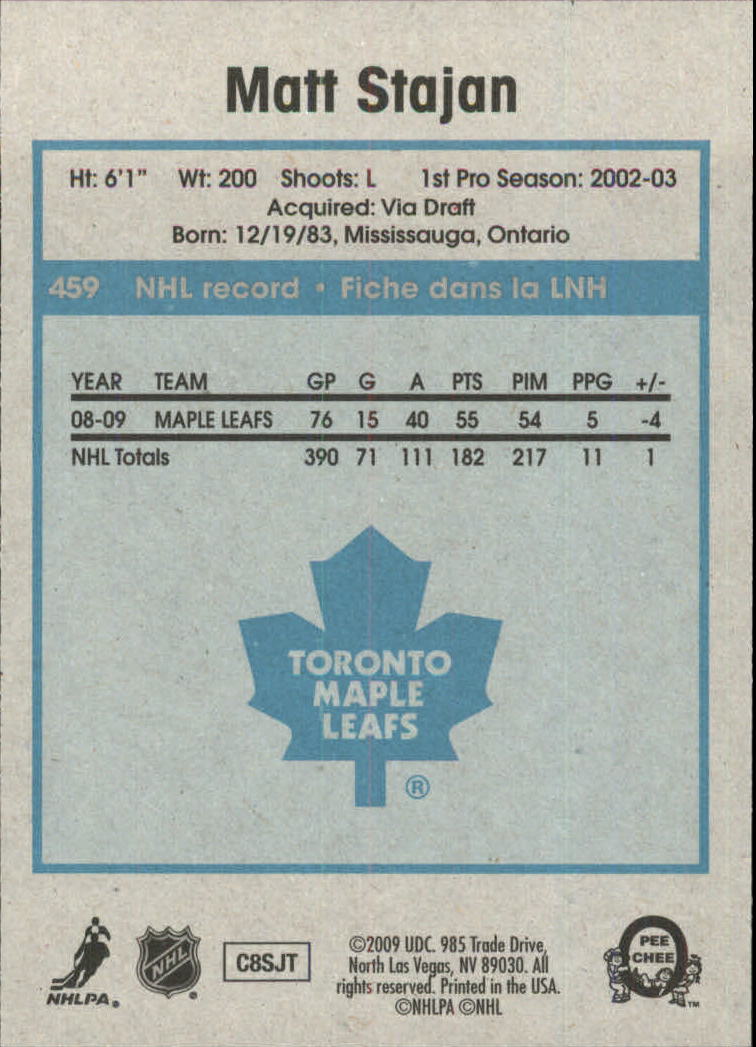 Matt Stajan
Ht: 6'1" Wt: 200 Shoots: L 1st Pro Season: 2002-03
Acquired: Via Draft
Born: 12/19/83, Mississauga, Ontario
459 NHL record • Fiche dans la LNH
YEAR TEAM GP G A PTS PIM PPG +/-
08-09 MAPLE LEAFS 76 15 40 55 54 5 -4
NHL Totals 390 71 111 182 217 11 1
TORONTO
MAPLE
LEAFS
®
NHLPA®
NHL®
C8SJT
©2009 UDC. 985 Trade Drive,
North Las Vegas, NV 89030. All
rights reserved. Printed in the USA.
©NHLPA ©NHL
O
PEE
CHEE
TM